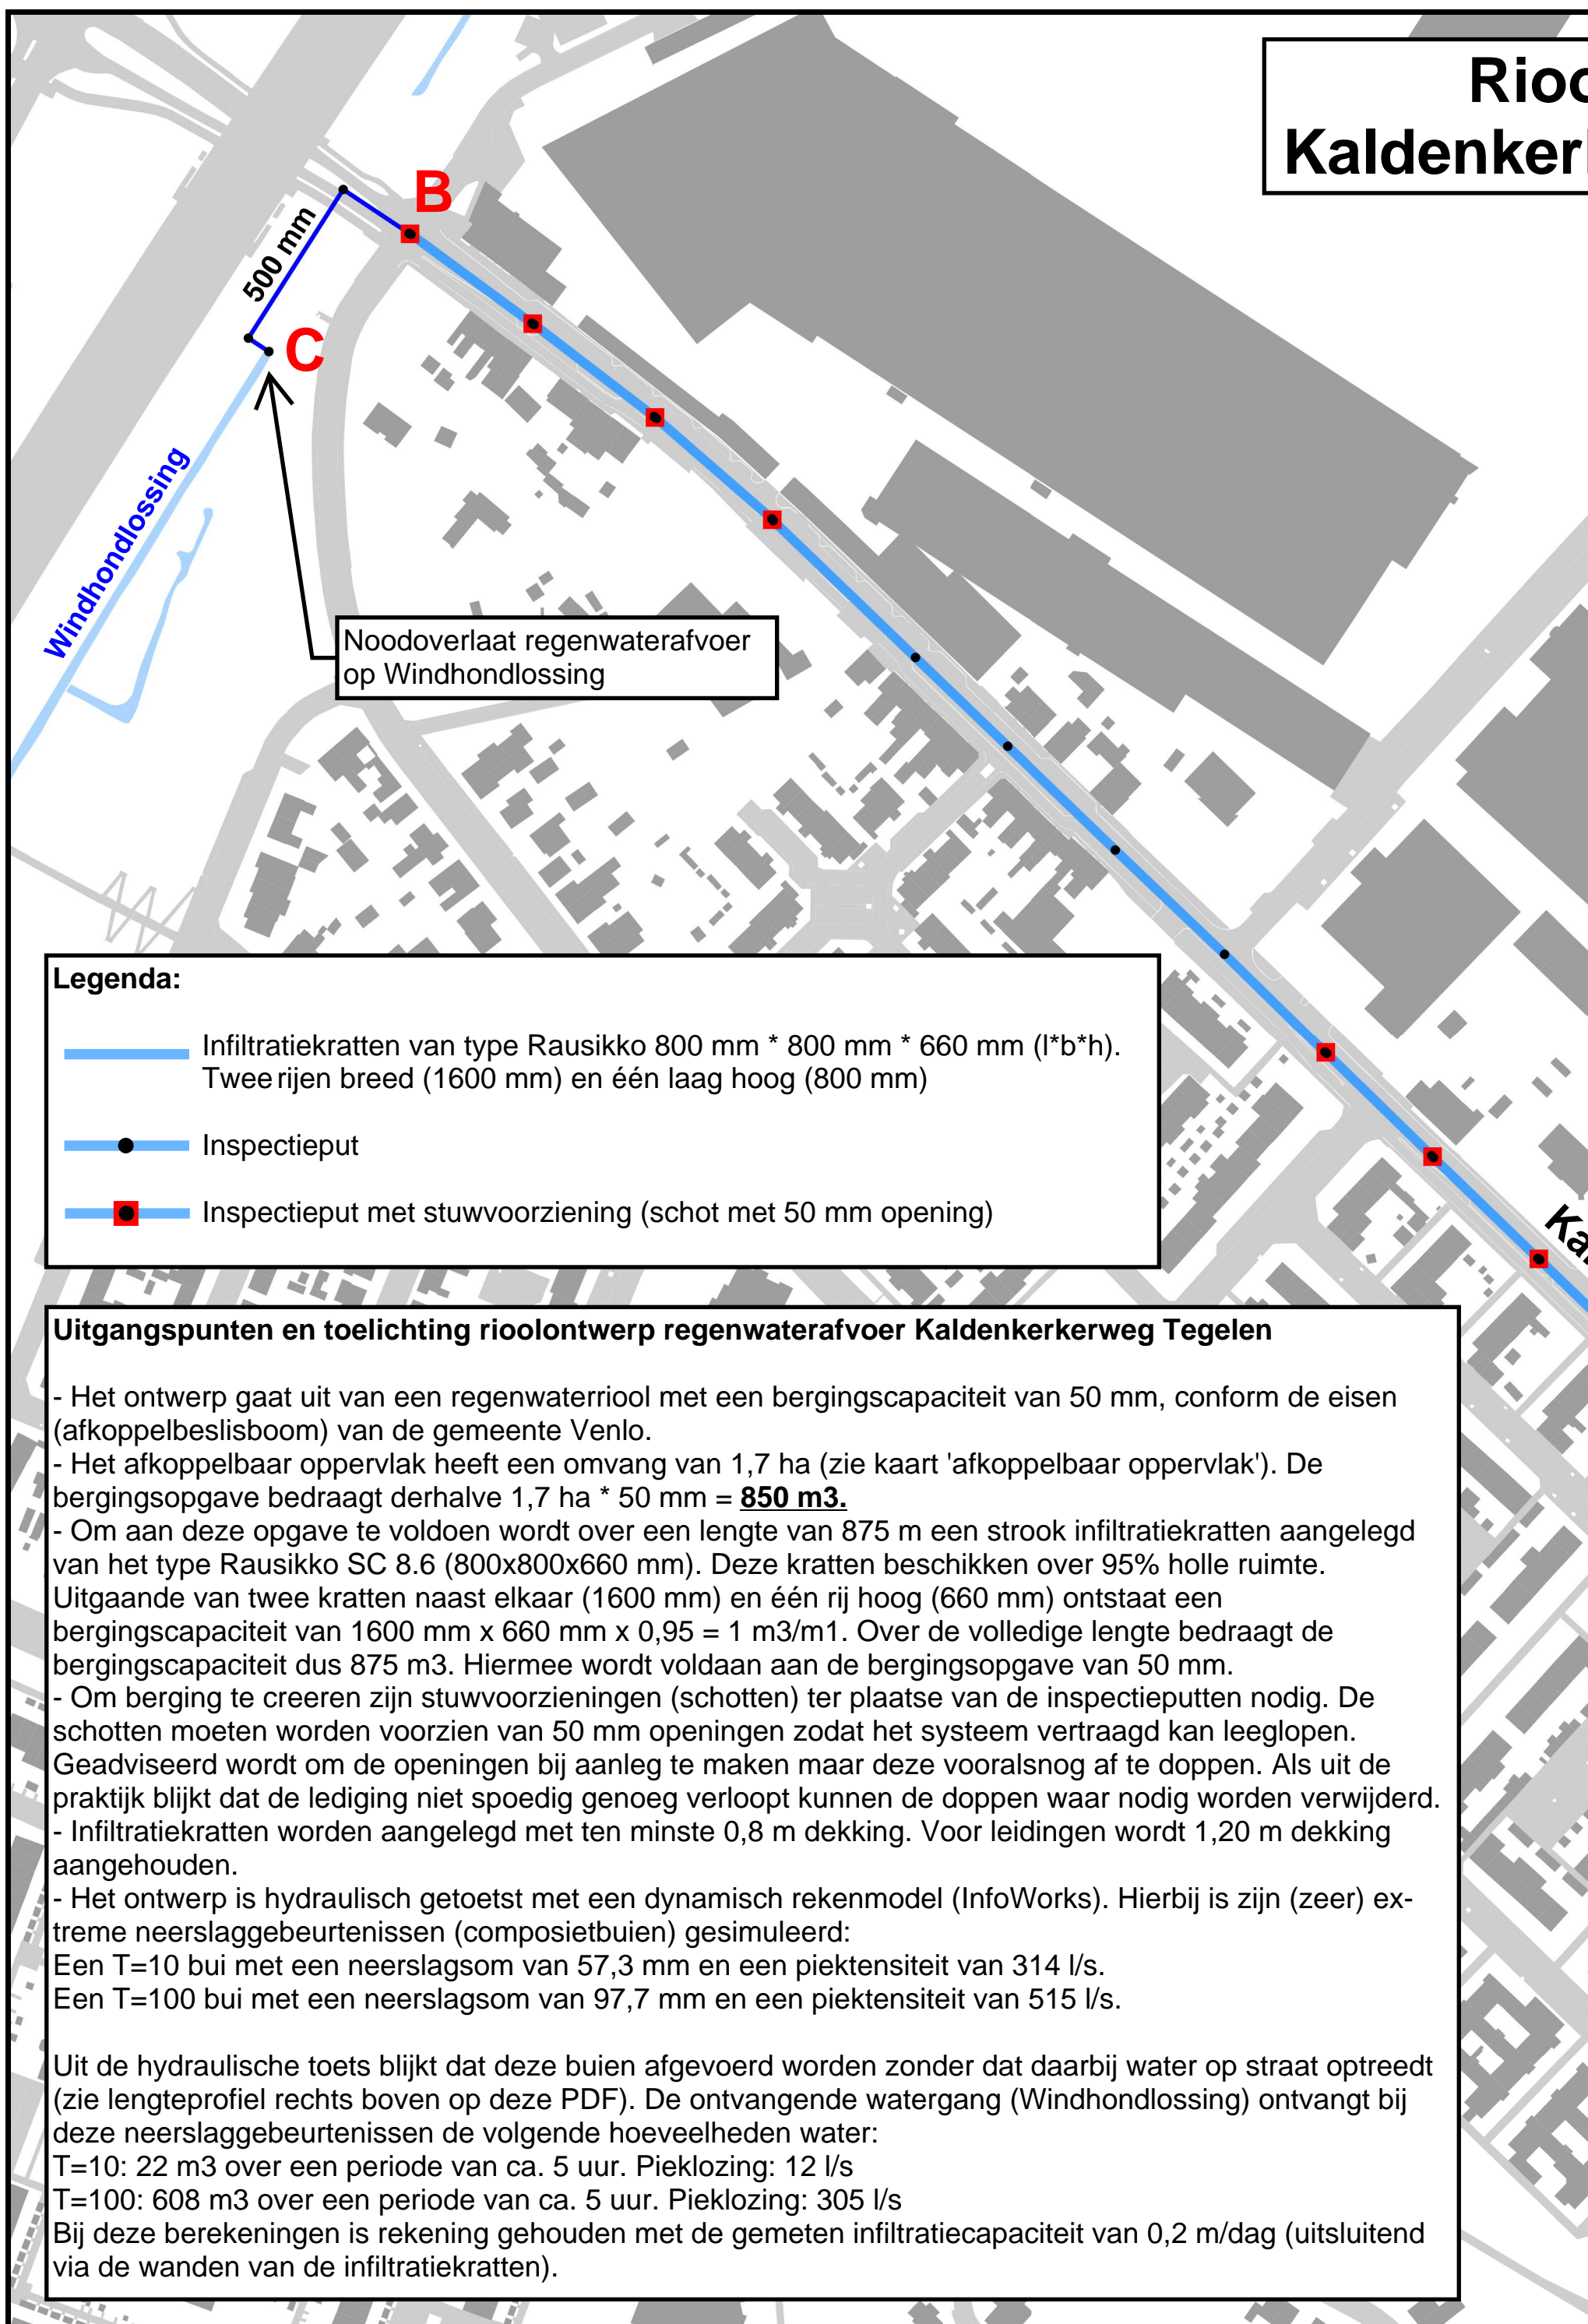 Rioo
Kaldenker
B
500 mm
C
Windhondlossing
Noodoverlaat regenwaterafvoer
op Windhondlossing
Legenda:
Infiltratiekratten van type Rausikko 800 mm * 800 mm * 660 mm (l*b*h).
Twee rijen breed (1600 mm) en één laag hoog (800 mm)
Inspectieput
Inspectieput met stuwvoorziening (schot met 50 mm opening)
Ka
Uitgangspunten en toelichting rioolontwerp regenwaterafvoer Kaldenkerkerweg Tegelen
- Het ontwerp gaat uit van een regenwaterriool met een bergingscapaciteit van 50 mm, conform de eisen
(afkoppelbeslisboom) van de gemeente Venlo.
- Het afkoppelbaar oppervlak heeft een omvang van 1,7 ha (zie kaart 'afkoppelbaar oppervlak'). De
bergingsopgave bedraagt derhalve 1,7 ha * 50 mm = 850 m3.
- Om aan deze opgave te voldoen wordt over een lengte van 875 m een strook infiltratiekratten aangelegd
van het type Rausikko SC 8.6 (800x800x660 mm). Deze kratten beschikken over 95% holle ruimte.
Uitgaande van twee kratten naast elkaar (1600 mm) en één rij hoog (660 mm) ontstaat een
bergingscapaciteit van 1600 mm x 660 mm x 0,95 = 1 m3/m1. Over de volledige lengte bedraagt de
bergingscapaciteit dus 875 m3. Hiermee wordt voldaan aan de bergingsopgave van 50 mm.
- Om berging te creeren zijn stuwvoorzieningen (schotten) ter plaatse van de inspectieputten nodig. De
schotten moeten worden voorzien van 50 mm openingen zodat het systeem vertraagd kan leeglopen.
Geadviseerd wordt om de openingen bij aanleg te maken maar deze vooralsnog af te doppen. Als uit de
praktijk blijkt dat de lediging niet spoedig genoeg verloopt kunnen de doppen waar nodig worden verwijderd.
- Infiltratiekratten worden aangelegd met ten minste 0,8 m dekking. Voor leidingen wordt 1,20 m dekking
aangehouden.
- Het ontwerp is hydraulisch getoetst met een dynamisch rekenmodel (InfoWorks). Hierbij is zijn (zeer) ex-
treme neerslaggebeurtenissen (composietbuien) gesimuleerd:
Een T=10 bui met een neerslagsom van 57,3 mm en een piektensiteit van 314 l/s.
Een T=100 bui met een neerslagsom van 97,7 mm en een piektensiteit van 515 l/s.
Uit de hydraulische toets blijkt dat deze buien afgevoerd worden zonder dat daarbij water op straat optreedt
(zie lengteprofiel rechts boven op deze PDF). De ontvangende watergang (Windhondlossing) ontvangt bij
deze neerslaggebeurtenissen de volgende hoeveelheden water:
T=10: 22 m3 over een periode van ca. 5 uur. Pieklozing: 12 l/s
T=100: 608 m3 over een periode van ca. 5 uur. Pieklozing: 305 l/s
Bij deze berekeningen is rekening gehouden met de gemeten infiltratiecapaciteit van 0,2 m/dag (uitsluitend
via de wanden van de infiltratiekratten).